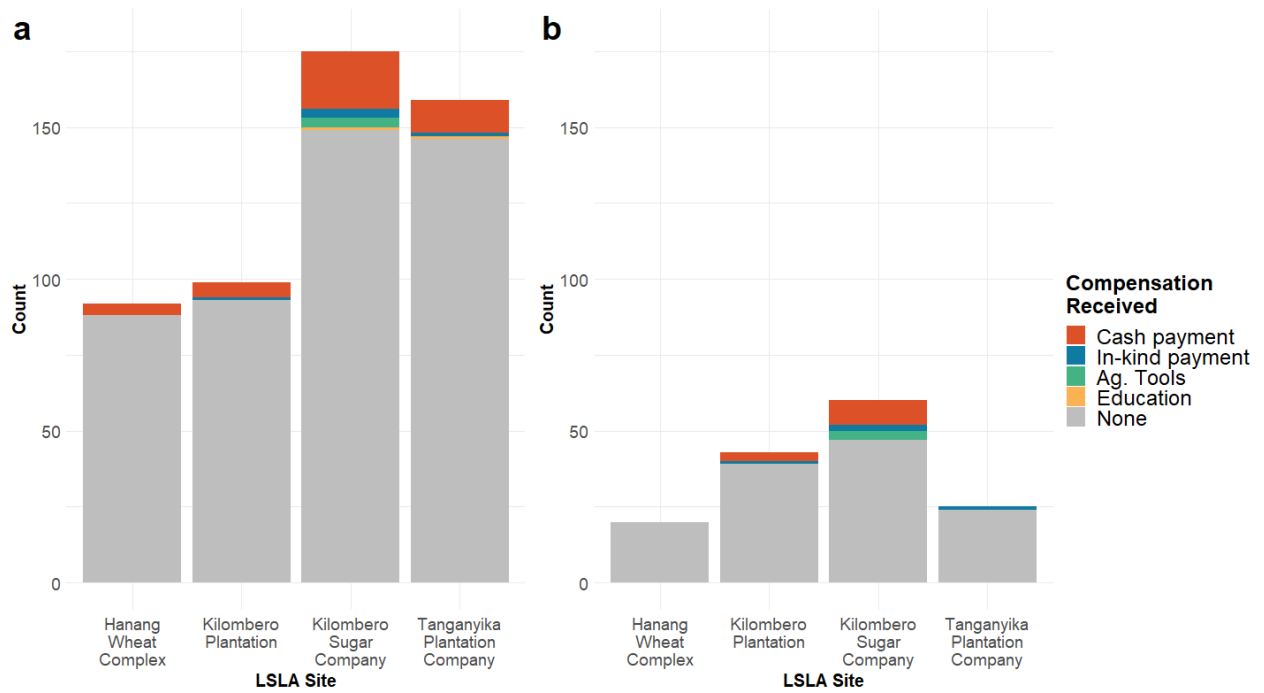 a
150
100
50
0
Count
Hanang
Wheat
Complex
Kilombero
Plantation
Kilombero
Sugar
Company
Tanganyika
Plantation
Company
LSLA Site
b
150
100
50
0
Count
Hanang
Wheat
Complex
Kilombero
Plantation
Kilombero
Sugar
Company
Tanganyika
Plantation
Company
LSLA Site
Compensation
Received
Cash payment
In-kind payment
Ag. Tools
Education
None